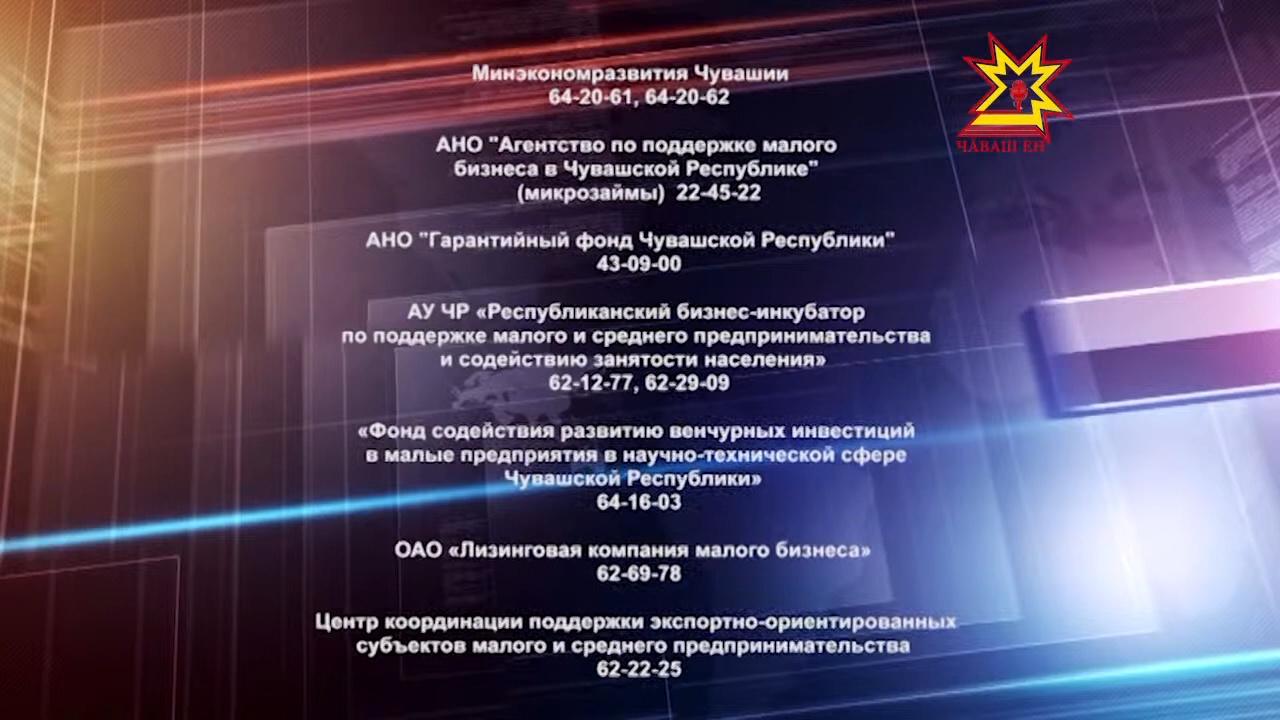 Минэкономразвития Чувашии
64-20-61, 64-20-62
АНО "Агентство по поддержке малого
бизнеса в Чувашской Республике"
(микрозаймы) 22-45-22
АНО "Гарантийный фонд Чувашской Республики"
43-09-00
АУ ЧР «Республиканский бизнес-инкубатор
по поддержке малого и среднего предпринимательства
и содействию занятости населения»
62-12-77, 62-29-09
«Фонд содействия развитию венчурных инвестиций
в малые предприятия в научно-технической сфере
Чувашской Республики»
64-16-03
ОАО «Лизинговая компания малого бизнеса»
62-69-78
Центр координации поддержки экспортно-ориентированных
субъектов малого и среднего предпринимательства
62-22-25
ЧӐВАШ ЕН